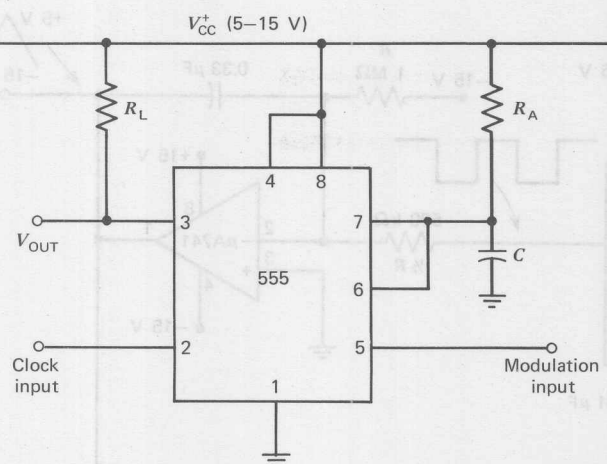 V⁺CC (5–15 V)
RL
RA
4
8
3
7
VOUT
555
C
6
2
5
Clock
input
Modulation
input
1